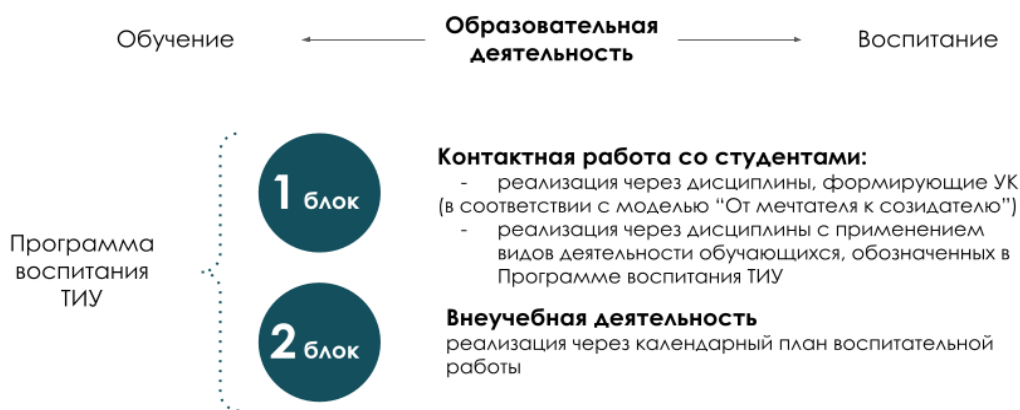 Обучение
Образовательная
деятельность
Воспитание
Программа
воспитания
ТИУ
1 блок
Контактная работа со студентами:
- реализация через дисциплины, формирующие УК
(в соответствии с моделью “От мечтателя к созидателю”)
- реализация через дисциплины с применением
видов деятельности обучающихся, обозначенных в
Программе воспитания ТИУ
2 блок
Внеучебная деятельность
реализация через календарный план воспитательной
работы